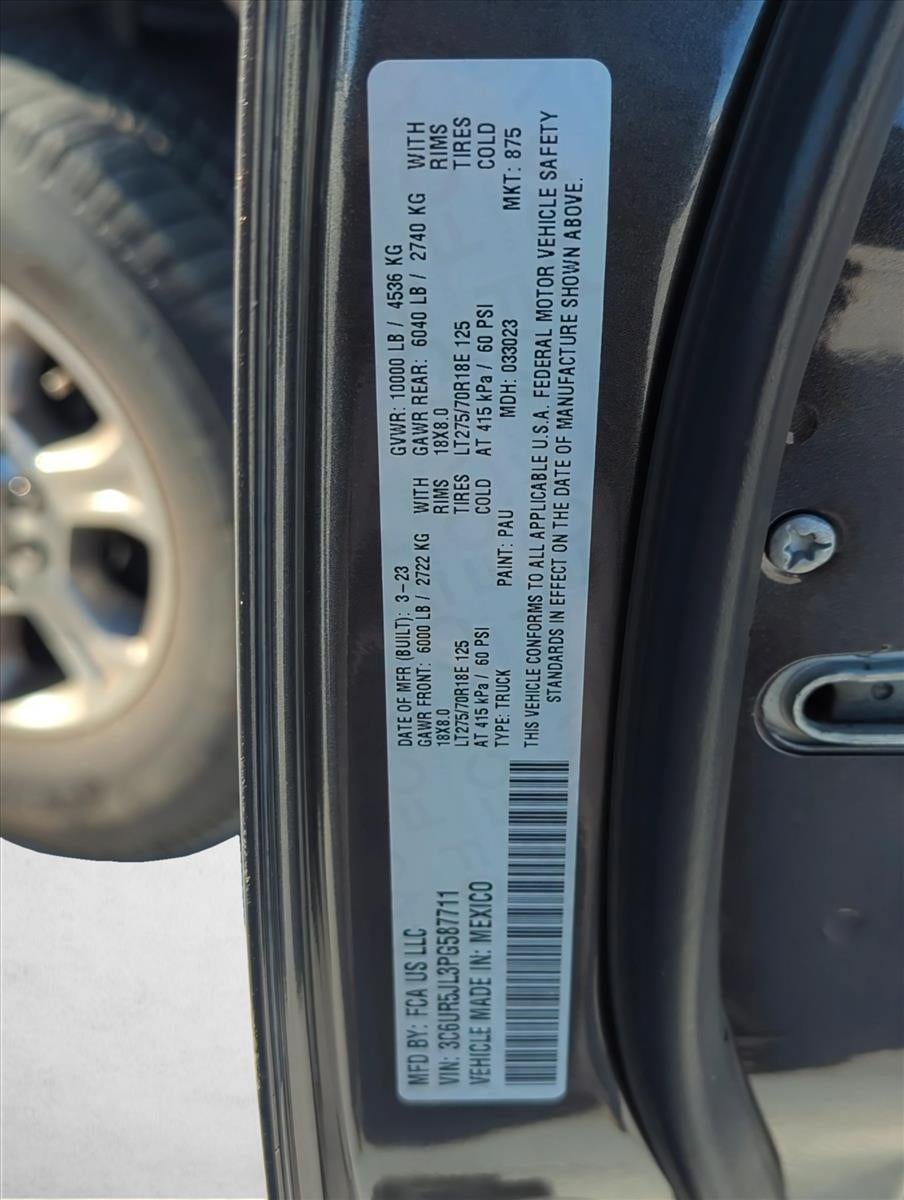 MFD BY: FCA US LLC
VIN: 3C6UR5JL3PG587711
VEHICLE MADE IN: MEXICO
DATE OF MFR (BUILT): 3-23 GVWR: 10000 LB / 4536 KG
GAWR FRONT: 6000 LB / 2722 KG WITH GAWR REAR: 6040 LB / 2740 KG WITH
18X8.0 RIMS 18X8.0 RIMS
LT275/70R18E 125 TIRES LT275/70R18E 125 TIRES
AT 415 kPa / 60 PSI COLD AT 415 kPa / 60 PSI COLD
TYPE: TRUCK PAINT: PAU MDH: 033023 MKT: 875
THIS VEHICLE CONFORMS TO ALL APPLICABLE U.S.A. FEDERAL MOTOR VEHICLE SAFETY
STANDARDS IN EFFECT ON THE DATE OF MANUFACTURE SHOWN ABOVE.